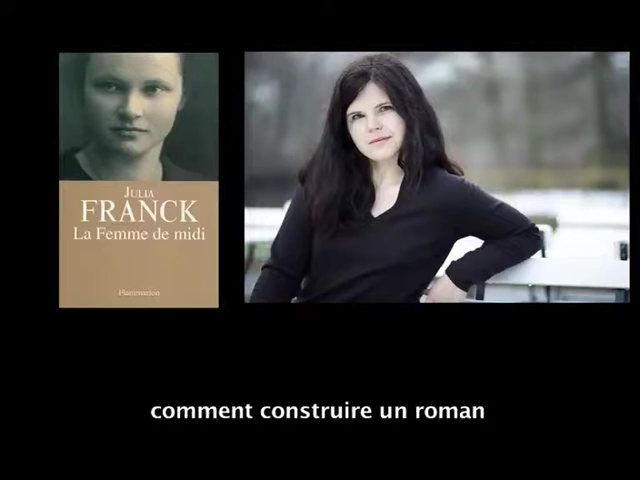 JULIA
FRANCK
La Femme de midi
Flammarion
comment construire un roman